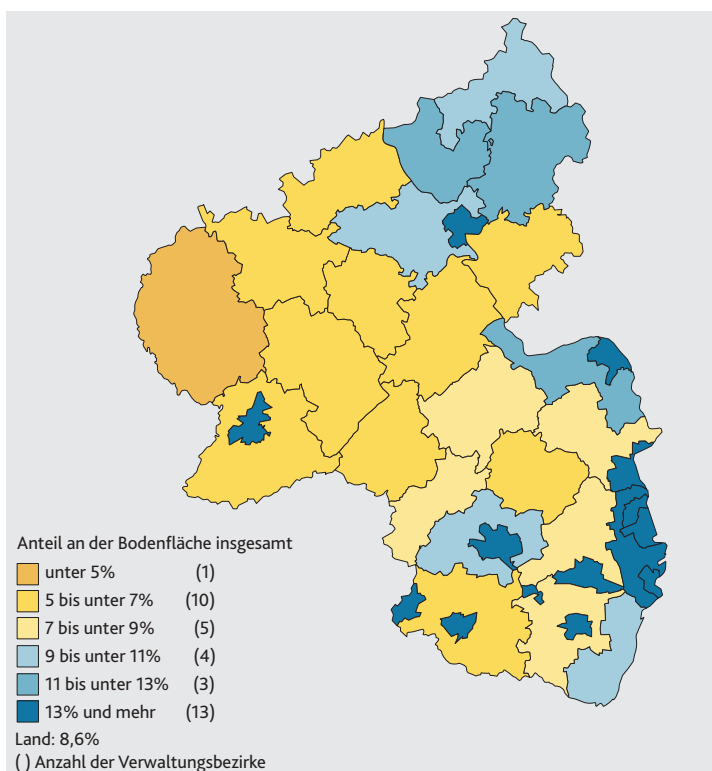 Anteil an der Bodenfläche insgesamt
unter 5% (1)
5 bis unter 7% (10)
7 bis unter 9% (5)
9 bis unter 11% (4)
11 bis unter 13% (3)
13% und mehr (13)
Land: 8,6%
( ) Anzahl der Verwaltungsbezirke